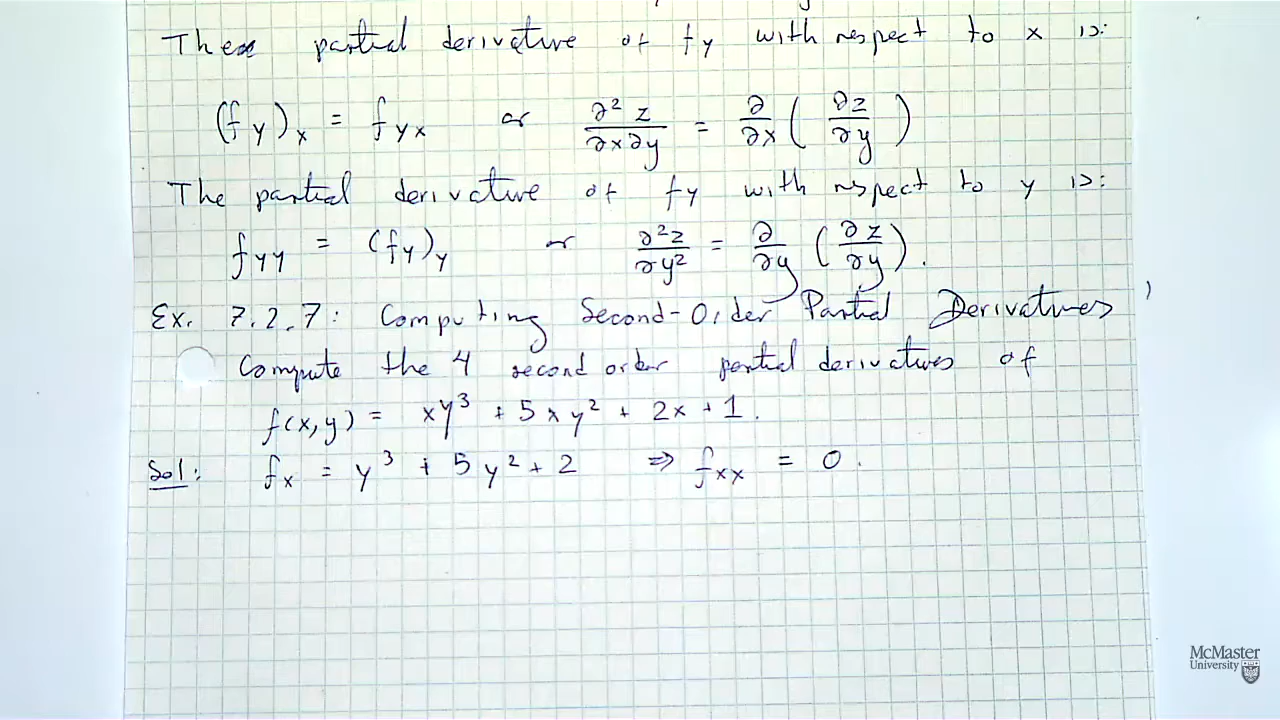 The partial derivative of fy with respect to x is:
(fy)x = fyx or ∂²z/∂x∂y = ∂/∂x (∂z/∂y)
The partial derivative of fy with respect to y is:
fyy = (fy)y or ∂²z/∂y² = ∂/∂y (∂z/∂y).
Ex. 7.2.7: Computing Second-Order Partial Derivatives
Compute the 4 second order partial derivatives of
f(x,y) = xy³ + 5xy² + 2x + 1.
Sol: fx = y³ + 5y² + 2 ⇒ fxx = 0.
McMaster
University